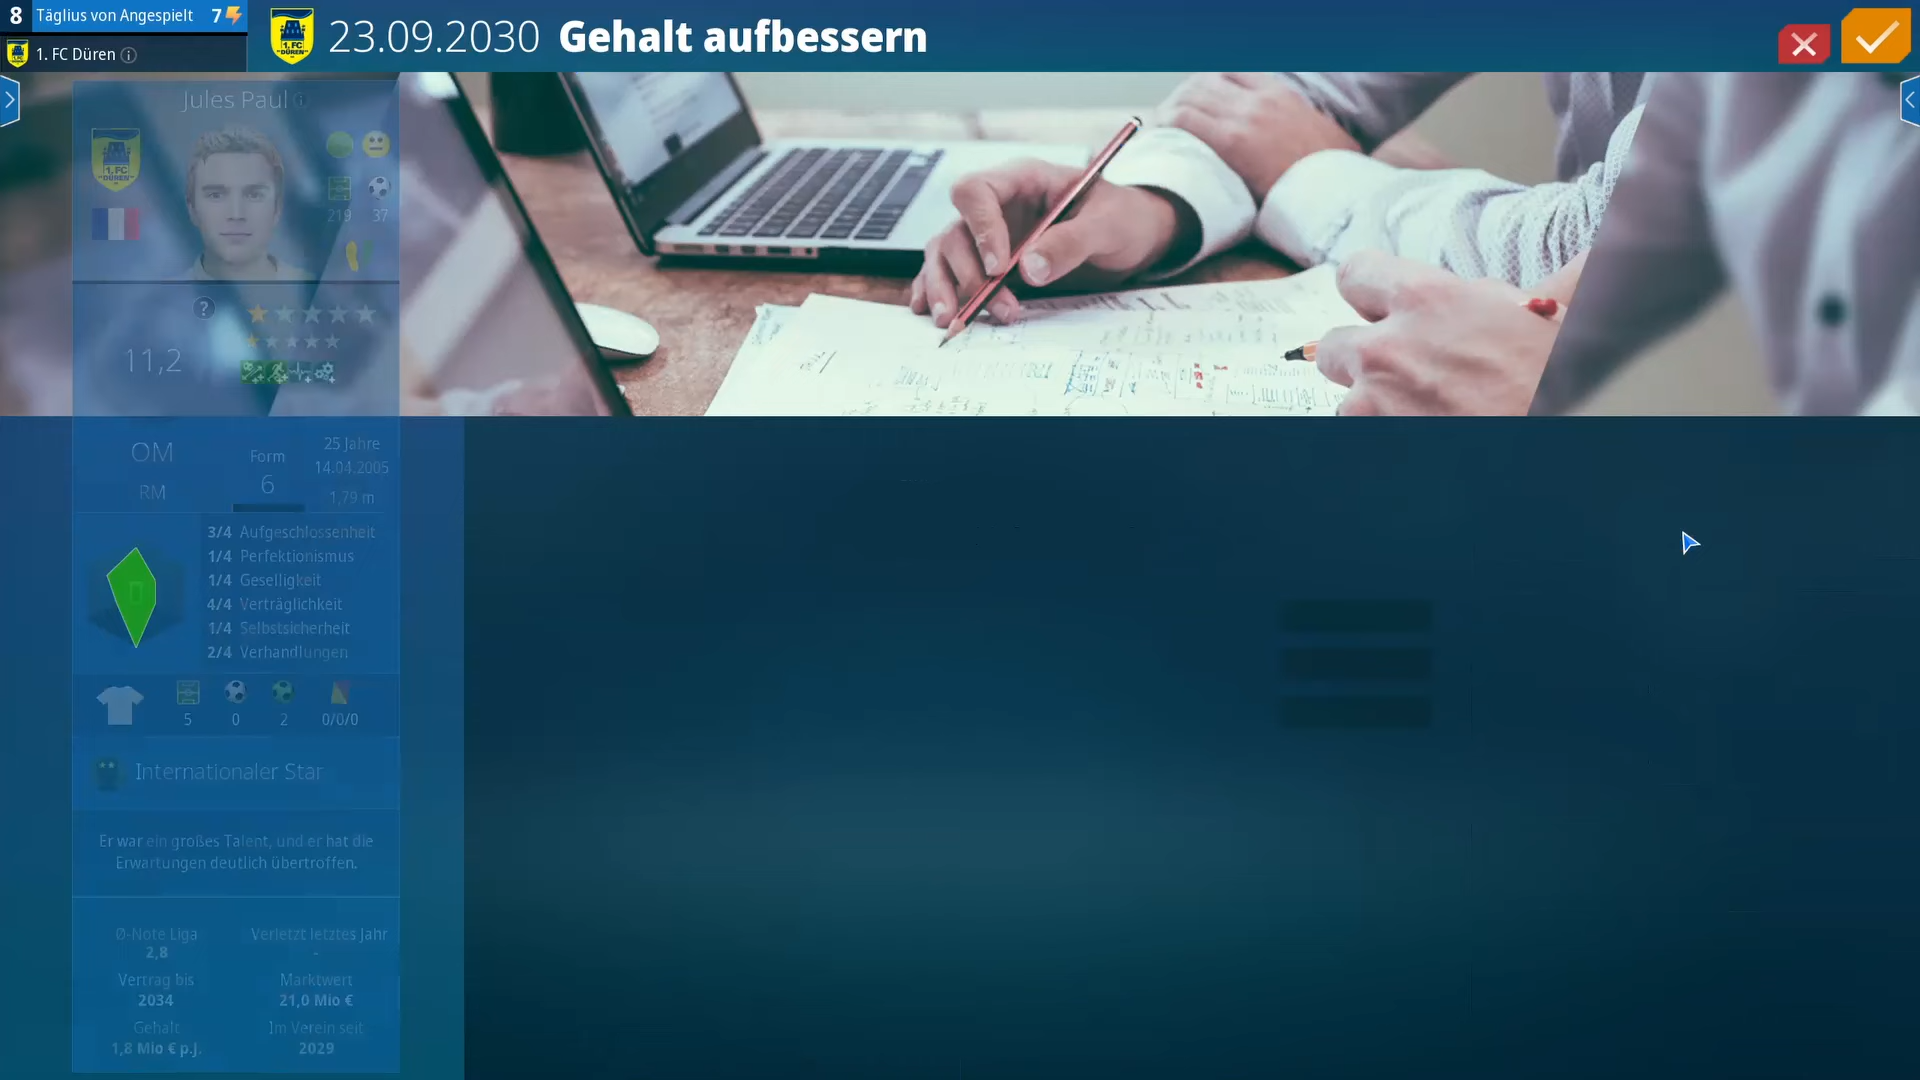 8 Täglius von Angespielt 7
1. FC Düren
23.09.2030 Gehalt aufbessern
Jules Paul
1. FC
"DÜREN"
219 37
?
11,2
OM
RM
Form
6
25 Jahre
14.04.2005
1,79 m
3/4 Aufgeschlossenheit
1/4 Perfektionismus
1/4 Geselligkeit
4/4 Verträglichkeit
1/4 Selbstsicherheit
2/4 Verhandlungen
5 0 2 0/0/0
Internationaler Star
Er war ein großes Talent, und er hat die
Erwartungen deutlich übertroffen.
Ø-Note Liga Verletzt letztes Jahr
2,8 -
Vertrag bis Marktwert
2034 21,0 Mio €
Gehalt Im Verein seit
1,8 Mio € p.J. 2029